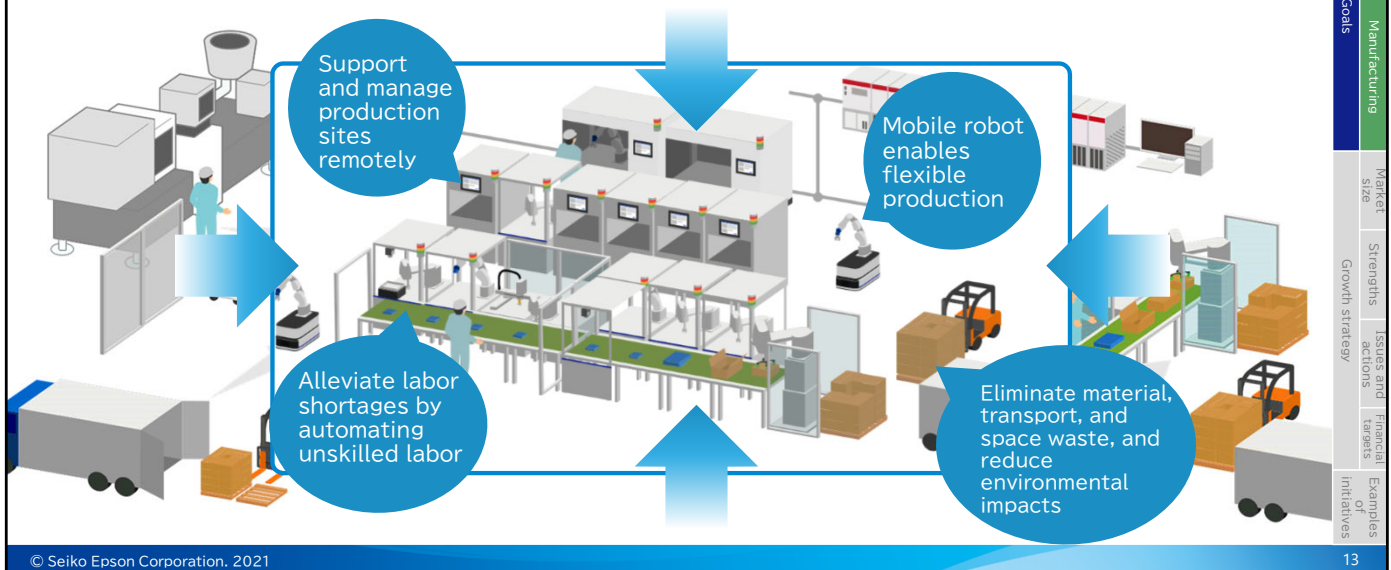 Support
and manage
production
sites
remotely
Mobile robot
enables
flexible
production
Alleviate labor
shortages by
automating
unskilled labor
Eliminate material,
transport, and
space waste, and
reduce
environmental
impacts
Goals
Manufacturing
Market
size
Strengths
Growth strategy
Issues and
actions
Financial
targets
Examples
of
initiatives
© Seiko Epson Corporation. 2021
13